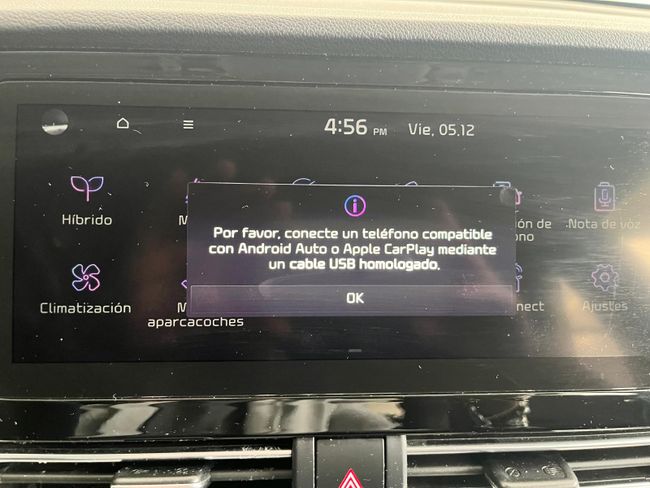 4:56 PM Vie, 05.12
Por favor, conecte un teléfono compatible
con Android Auto o Apple CarPlay mediante
un cable USB homologado.
OK
Híbrido
Nota de voz
Climatización
aparcacoches
Ajustes